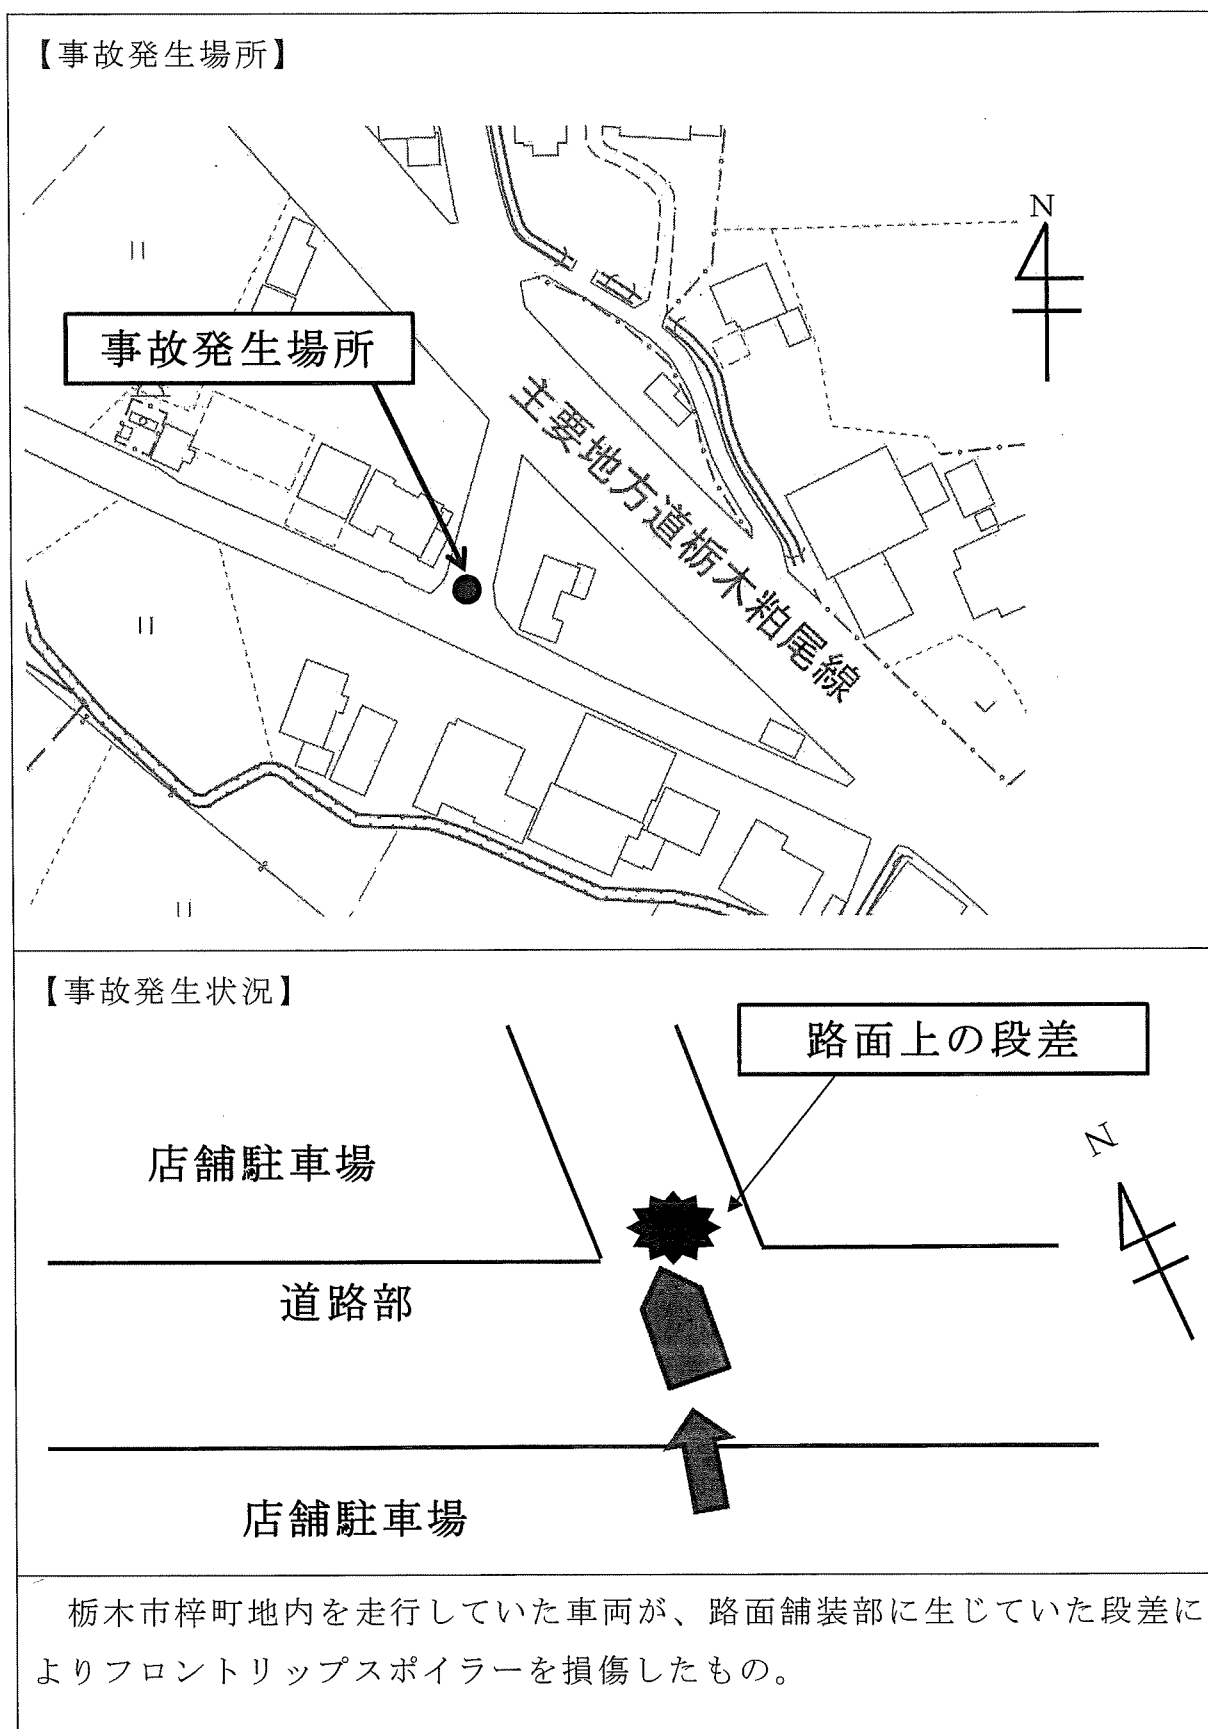 【事故発生場所】
N
事故発生場所
主要地方道栃木粕尾線
【事故発生状況】
路面上の段差
店舗駐車場
N
道路部
店舗駐車場
栃木市梓町地内を走行していた車両が、路面舗装部に生じていた段差に
よりフロントリップスポイラーを損傷したもの。